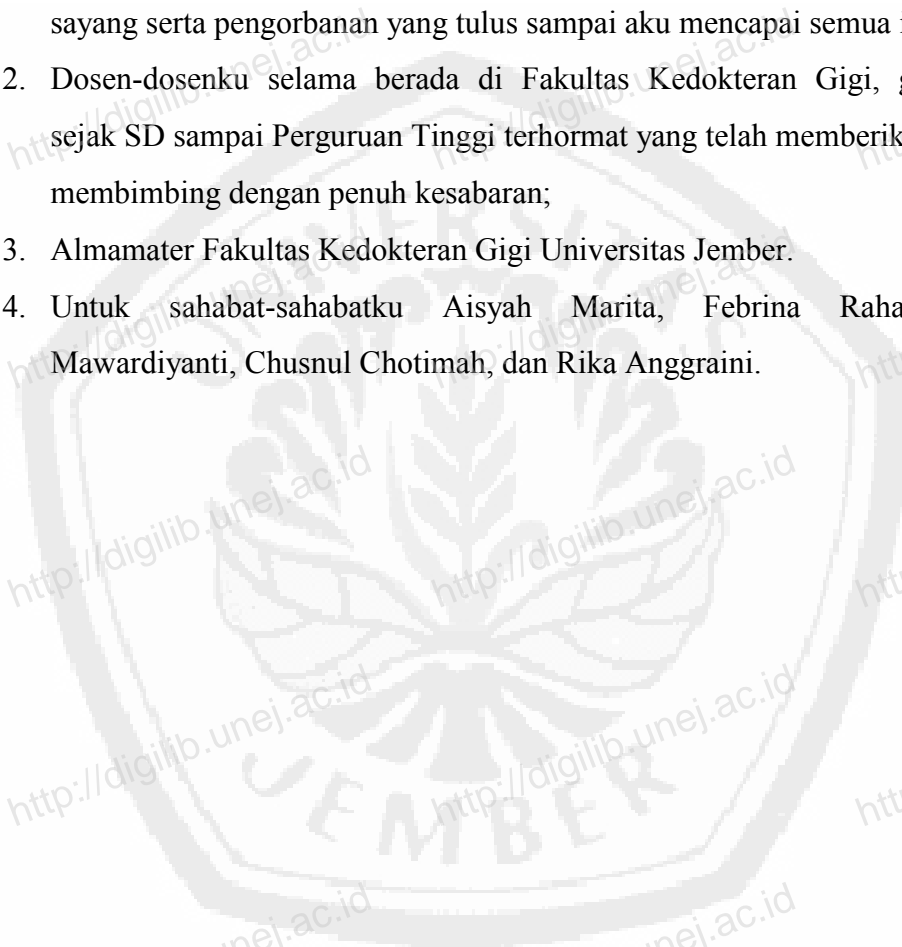 sayang serta pengorbanan yang tulus sampai aku mencapai semua
2. Dosen-dosenku selama berada di Fakultas Kedokteran Gigi,
sejak SD sampai Perguruan Tinggi terhormat yang telah
membimbing dengan penuh kesabaran;
3. Almamater Fakultas Kedokteran Gigi Universitas Jember.
4. Untuk sahabat-sahabatku Aisyah Marita, Febrina
Mawardiyanti, Chusnul Chotimah, dan Rika Anggraini.
http://digilib.unej.ac.id
http://digilib.unej.ac.id
http://digilib.unej.ac.id
http://digilib.unej.ac.id
http://digilib.unej.ac.id
http://digilib.unej.ac.id
UNIVERSITAS
JEMBER